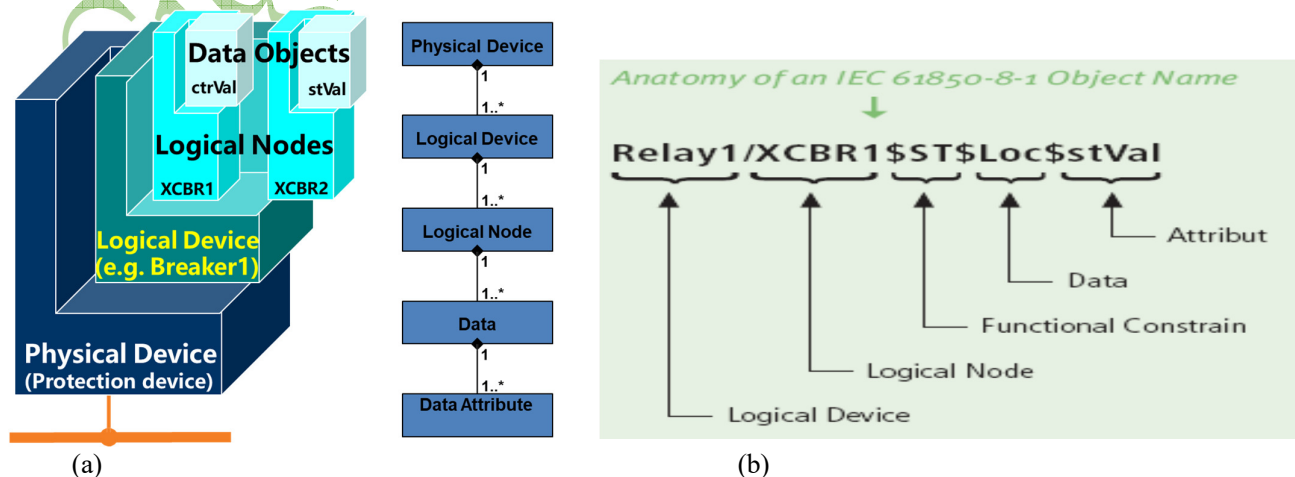 Data Objects
ctrVal
stVal
Logical Nodes
XCBR1
XCBR2
Logical Device
(e.g. Breaker1)
Physical Device
(Protection device)
Physical Device
1
1..*
Logical Device
1
1..*
Logical Node
1
1..*
Data
1
1..*
Data Attribute
(a)
Anatomy of an IEC 61850-8-1 Object Name
Relay1/XCBR1$ST$Loc$stVal
Attribut
Data
Functional Constrain
Logical Node
Logical Device
(b)